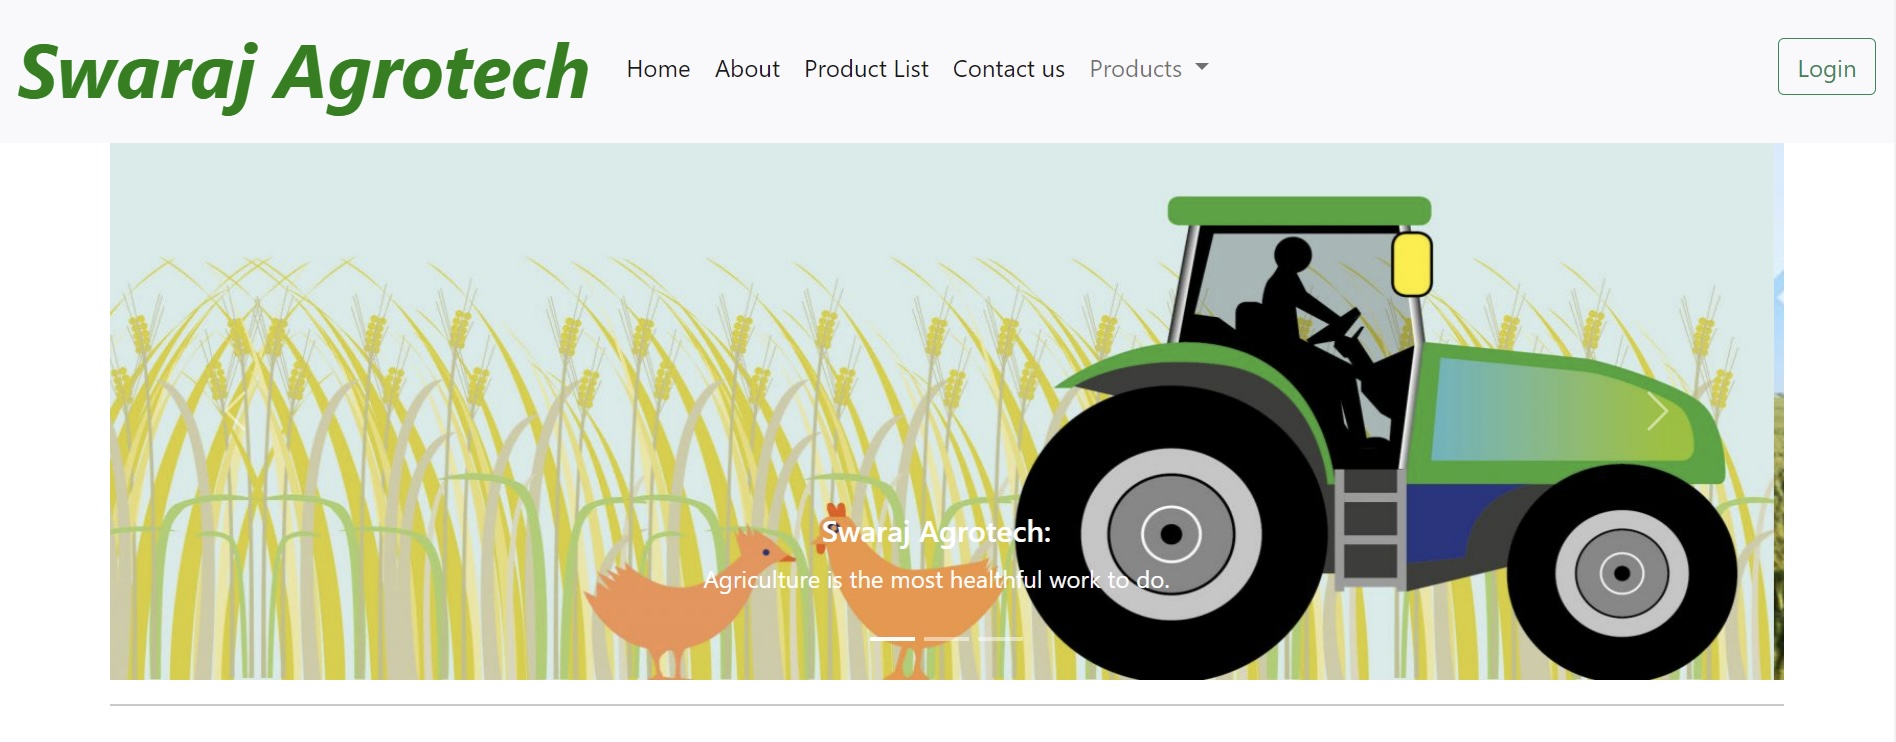 Swaraj Agrotech
Home About Product List Contact us Products
Login
Swaraj Agrotech:
Agriculture is the most healthful work to do.